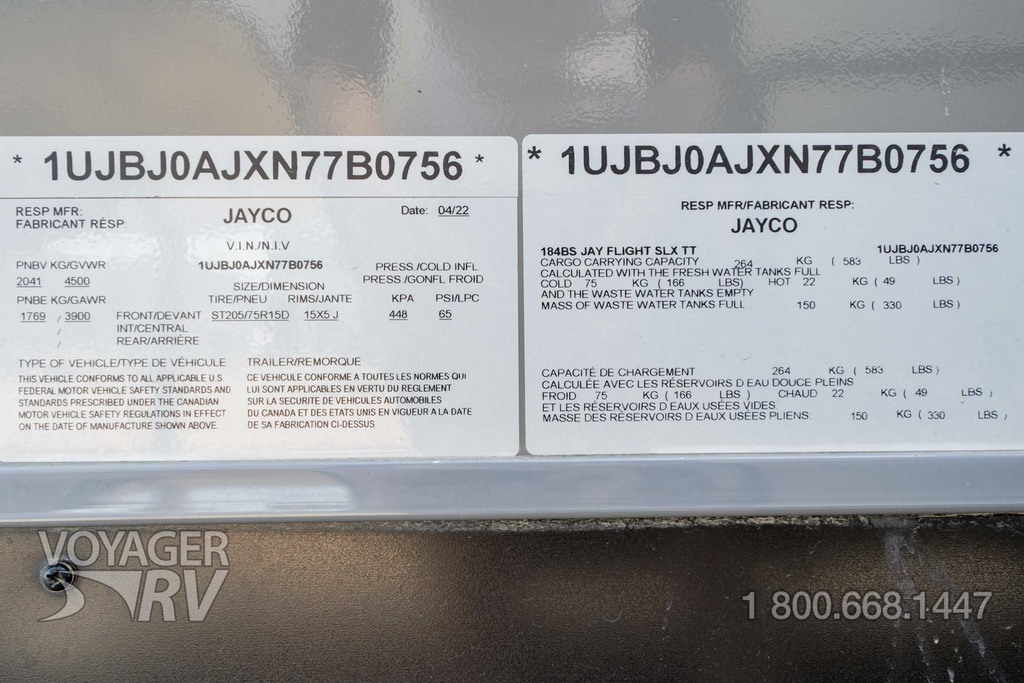 * 1UJBJ0AJXN77B0756 *
RESP MFR: JAYCO Date: 04/22
FABRICANT RÉSP
V.I.N./N.I.V
PNBV KG/GVWR 1UJBJ0AJXN77B0756 PRESS./COLD INFL
2041 4500 PRESS./GONFL FROID
SIZE/DIMENSION
PNBE KG/GAWR TIRE/PNEU RIMS/JANTE KPA PSI/LPC
1769 / 3900 FRONT/DEVANT ST205/75R15D 15X5 J 448 65
INT/CENTRAL
/ REAR/ARRIÈRE
TYPE OF VEHICLE/TYPE DE VÉHICULE TRAILER/REMORQUE
THIS VEHICLE CONFORMS TO ALL APPLICABLE U.S
FEDERAL MOTOR VEHICLE SAFETY STANDARDS AND
STANDARDS PRESCRIBED UNDER THE CANADIAN
MOTOR VEHICLE SAFETY REGULATIONS IN EFFECT
ON THE DATE OF MANUFACTURE SHOWN ABOVE.
CE VEHICULE CONFORME A TOUTES LES NORMES QUI
LUI SONT APPLICABLES EN VERTU DU REGLEMENT
SUR LA SECURITE DE VEHICULES AUTOMOBILES
DU CANADA ET DES ETATS UNIS EN VIGUEUR A LA DATE
DE SA FABRICATION CI-DESSUS.
* 1UJBJ0AJXN77B0756 *
RESP MFR/FABRICANT RESP:
JAYCO
184BS JAY FLIGHT SLX TT 1UJBJ0AJXN77B0756
CARGO CARRYING CAPACITY 264 KG ( 583 LBS )
CALCULATED WITH THE FRESH WATER TANKS FULL
COLD 75 KG ( 166 LBS) HOT 22 KG ( 49 LBS )
AND THE WASTE WATER TANKS EMPTY
MASS OF WASTE WATER TANKS FULL 150 KG ( 330 LBS )
CAPACITÉ DE CHARGEMENT 264 KG ( 583 LBS )
CALCULÉE AVEC LES RÉSERVOIRS D EAU DOUCE PLEINS
FROID 75 KG ( 166 LBS ) CHAUD 22 KG ( 49 LBS )
ET LES RÉSERVOIRS D EAUX USÉES VIDES
MASSE DES RÉSERVOIRS D EAUX USÉES PLIENS 150 KG ( 330 LBS )
VOYAGER
RV
1 800.668.1447